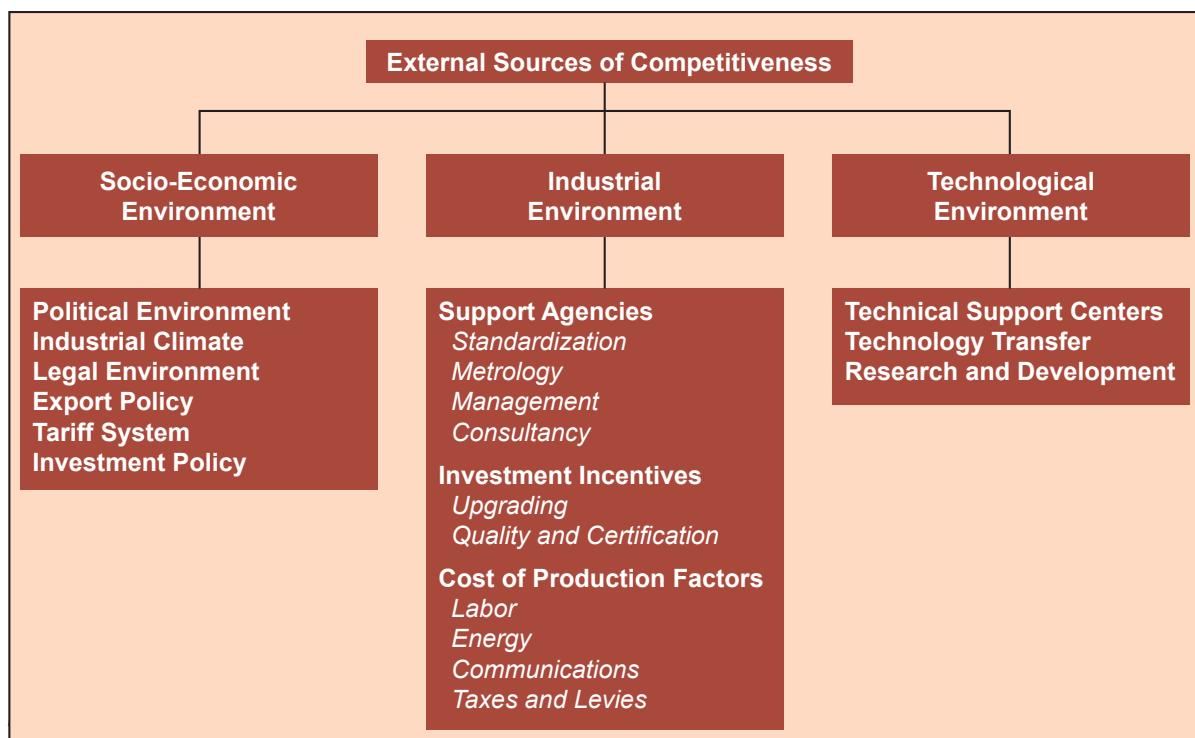 External Sources of Competitiveness
Socio-Economic
Environment
Industrial
Environment
Technological
Environment
Political Environment
Industrial Climate
Legal Environment
Export Policy
Tariff System
Investment Policy
Support Agencies
Standardization
Metrology
Management
Consultancy
Investment Incentives
Upgrading
Quality and Certification
Cost of Production Factors
Labor
Energy
Communications
Taxes and Levies
Technical Support Centers
Technology Transfer
Research and Development